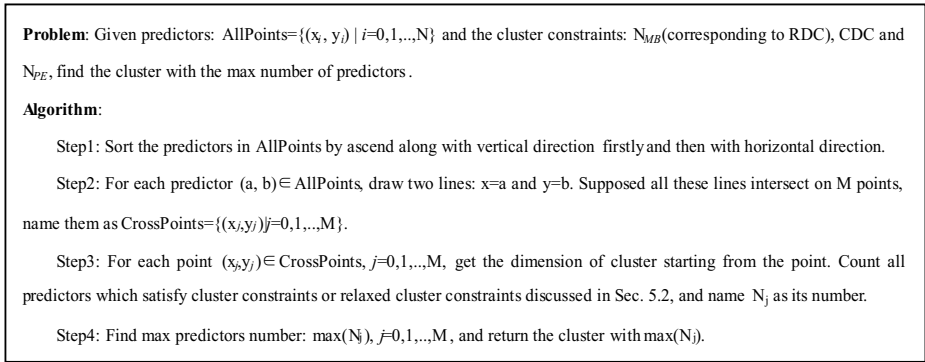 Problem: Given predictors: AllPoints={(xi, yi) | i=0,1,..,N} and the cluster constraints: NMB(corresponding to RDC), CDC and
NPE, find the cluster with the max number of predictors.
Algorithm:
Step1: Sort the predictors in AllPoints by ascend along with vertical direction firstly and then with horizontal direction.
Step2: For each predictor (a, b)∈AllPoints, draw two lines: x=a and y=b. Supposed all these lines intersect on M points,
name them as CrossPoints={(xj,yj)|j=0,1,..,M}.
Step3: For each point (xj,yj)∈CrossPoints, j=0,1,..,M, get the dimension of cluster starting from the point. Count all
predictors which satisfy cluster constraints or relaxed cluster constraints discussed in Sec. 5.2, and name Nj as its number.
Step4: Find max predictors number: max(Nj), j=0,1,..,M, and return the cluster with max(Nj).